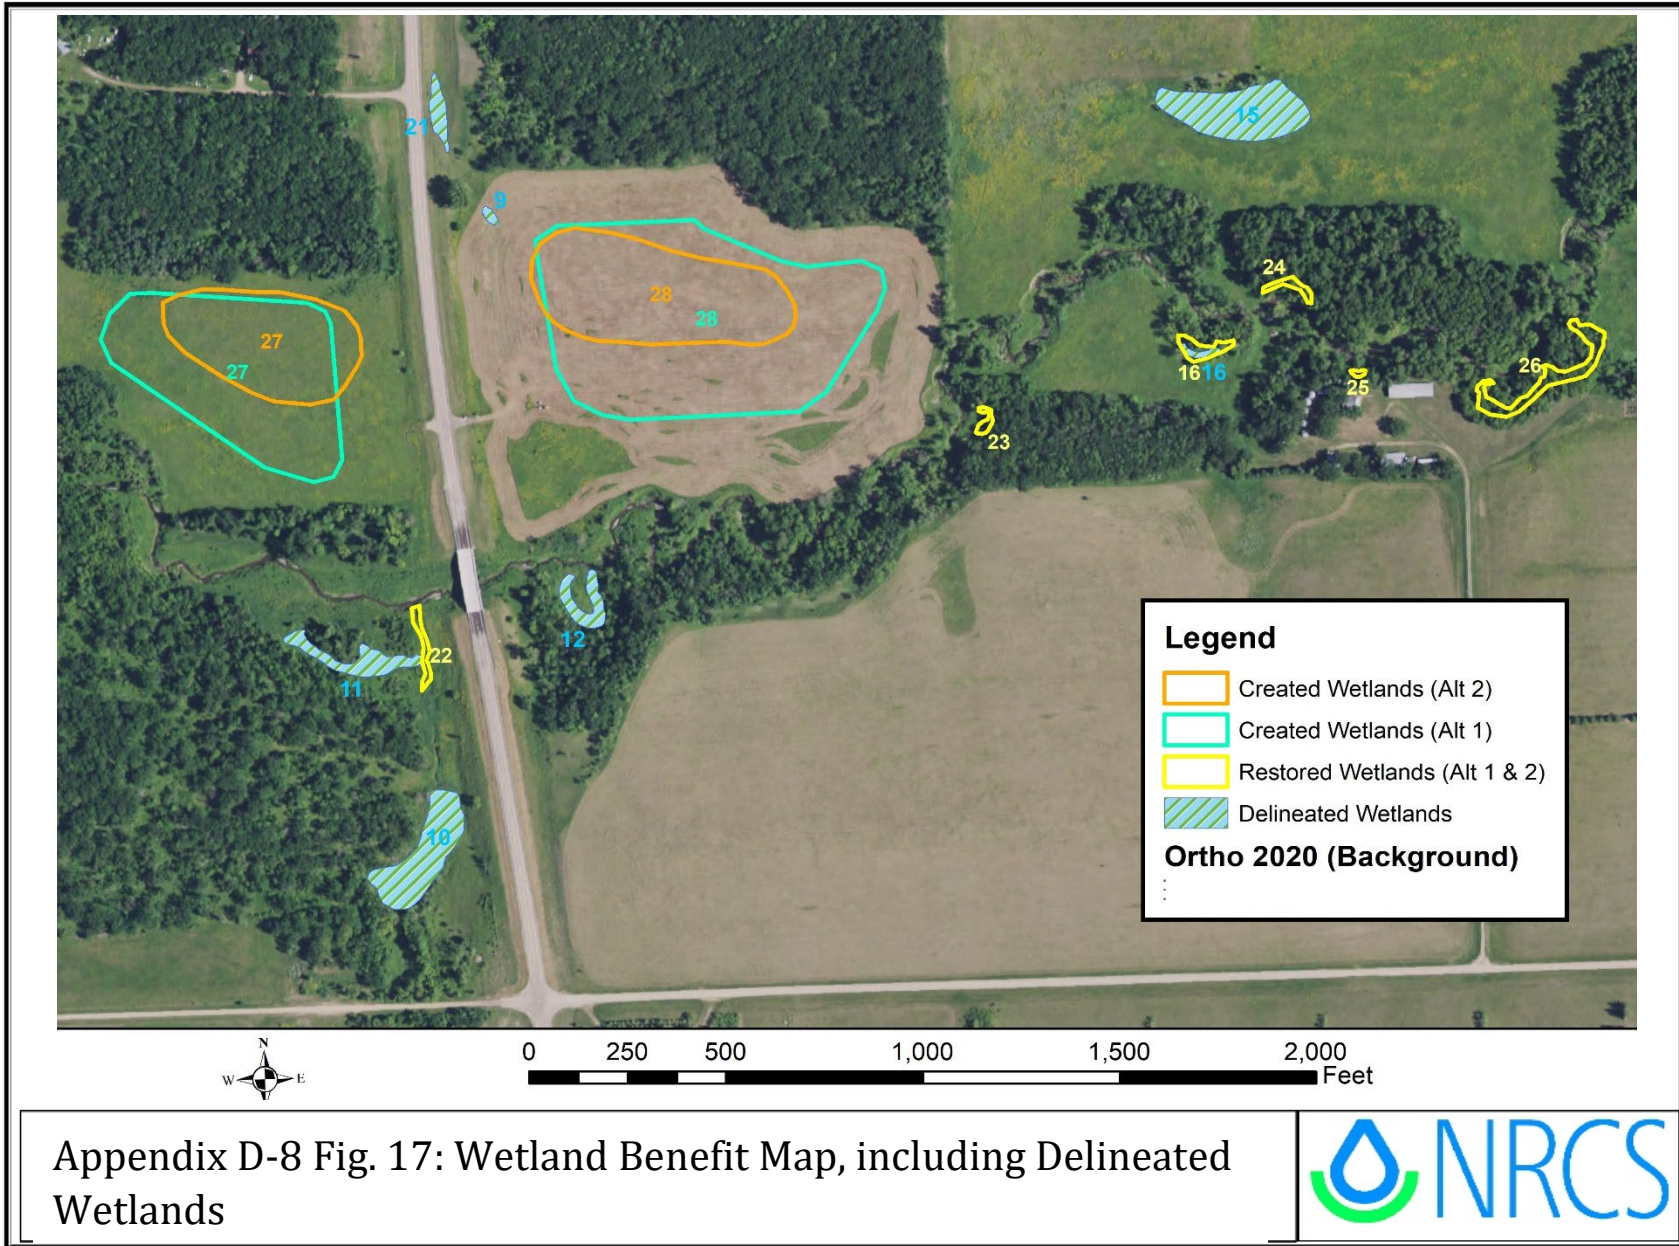 21
15
9
24
28
28
27
27
16
16
25
26
23
12
22
11
10
Legend
Created Wetlands (Alt 2)
Created Wetlands (Alt 1)
Restored Wetlands (Alt 1 & 2)
Delineated Wetlands
Ortho 2020 (Background)
N
W E
0 250 500 1,000 1,500 2,000
Feet
Appendix D-8 Fig. 17: Wetland Benefit Map, including Delineated
Wetlands
NRCS